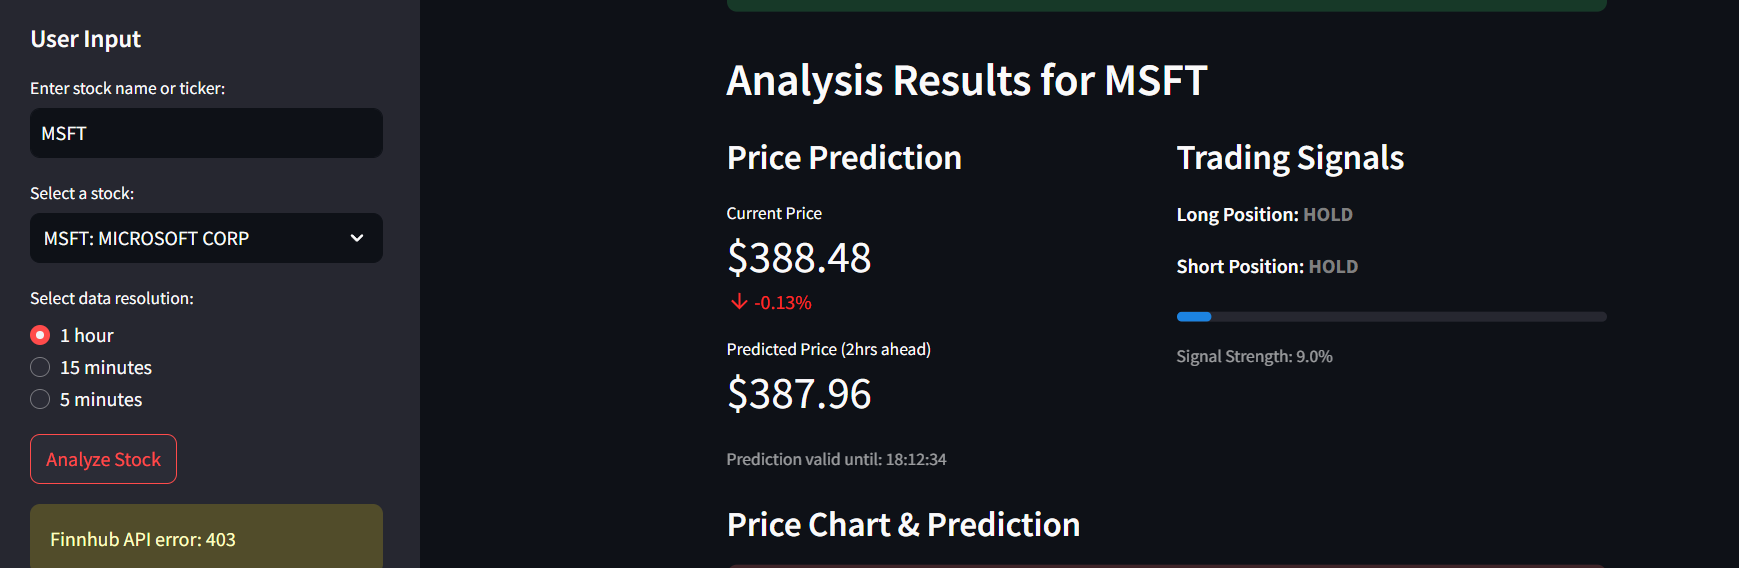 User Input
Enter stock name or ticker:
MSFT
Select a stock:
MSFT: MICROSOFT CORP
Select data resolution:
1 hour
15 minutes
5 minutes
Analyze Stock
Finnhub API error: 403
Analysis Results for MSFT
Price Prediction
Current Price
$388.48
-0.13%
Predicted Price (2hrs ahead)
$387.96
Prediction valid until: 18:12:34
Trading Signals
Long Position: HOLD
Short Position: HOLD
Signal Strength: 9.0%
Price Chart & Prediction